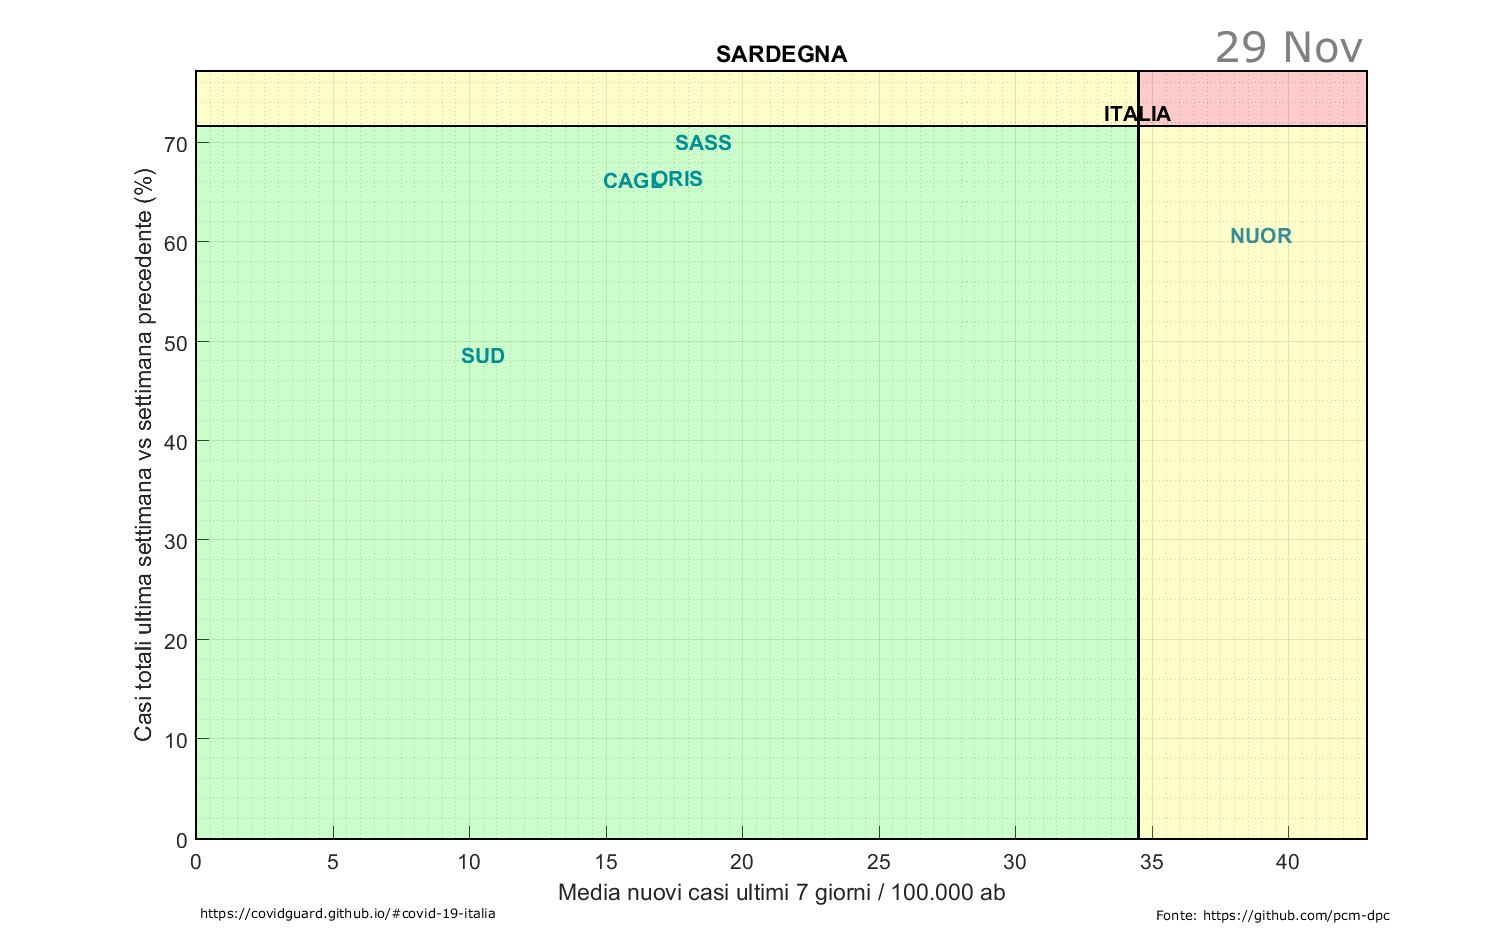 SARDEGNA
29 Nov
ITALIA
SASS
CAGL
ORIS
NUOR
SUD
Casi totali ultima settimana vs settimana precedente (%)
70
60
50
40
30
20
10
0
0 5 10 15 20 25 30 35 40
Media nuovi casi ultimi 7 giorni / 100.000 ab
https://covidguard.github.io/#covid-19-italia
Fonte: https://github.com/pcm-dpc